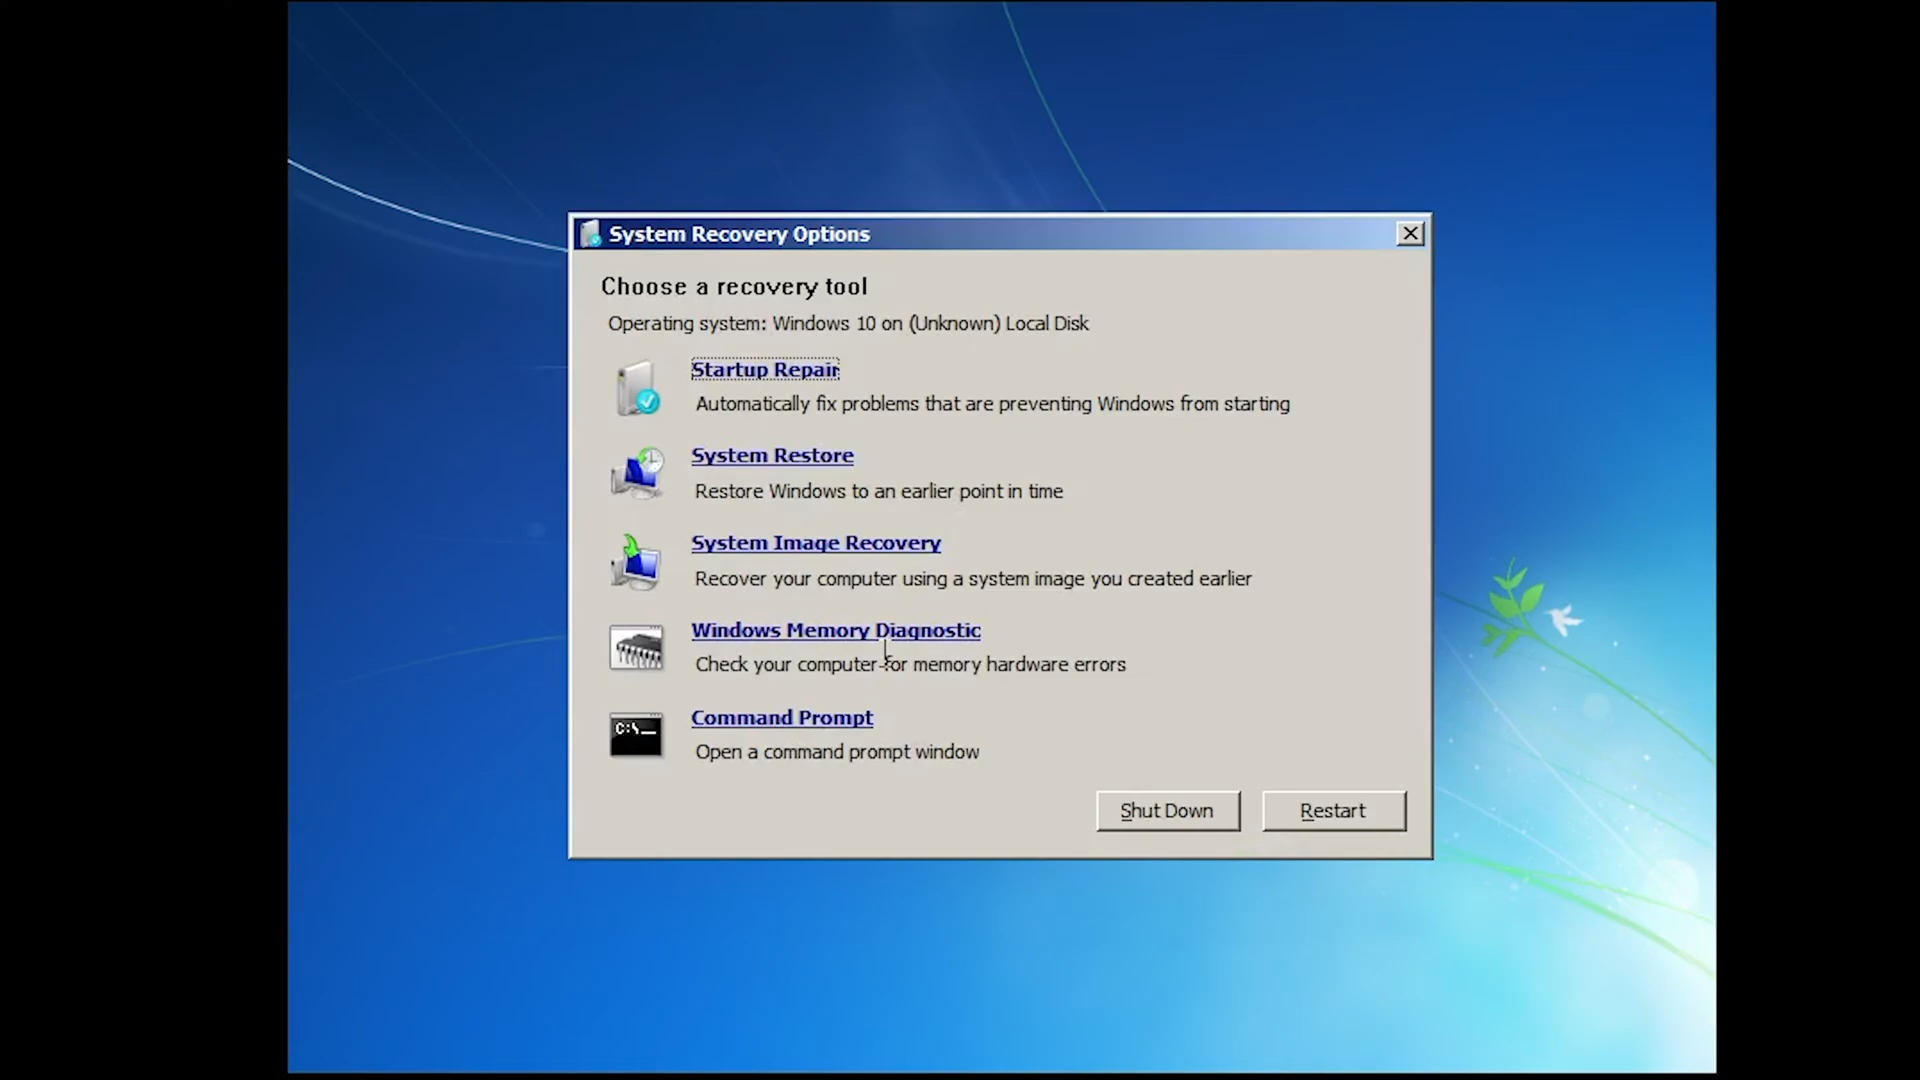 System Recovery Options
Choose a recovery tool
Operating system: Windows 10 on (Unknown) Local Disk
Startup Repair
Automatically fix problems that are preventing Windows from starting
System Restore
Restore Windows to an earlier point in time
System Image Recovery
Recover your computer using a system image you created earlier
Windows Memory Diagnostic
Check your computer for memory hardware errors
C:\_
Command Prompt
Open a command prompt window
Shut Down
Restart